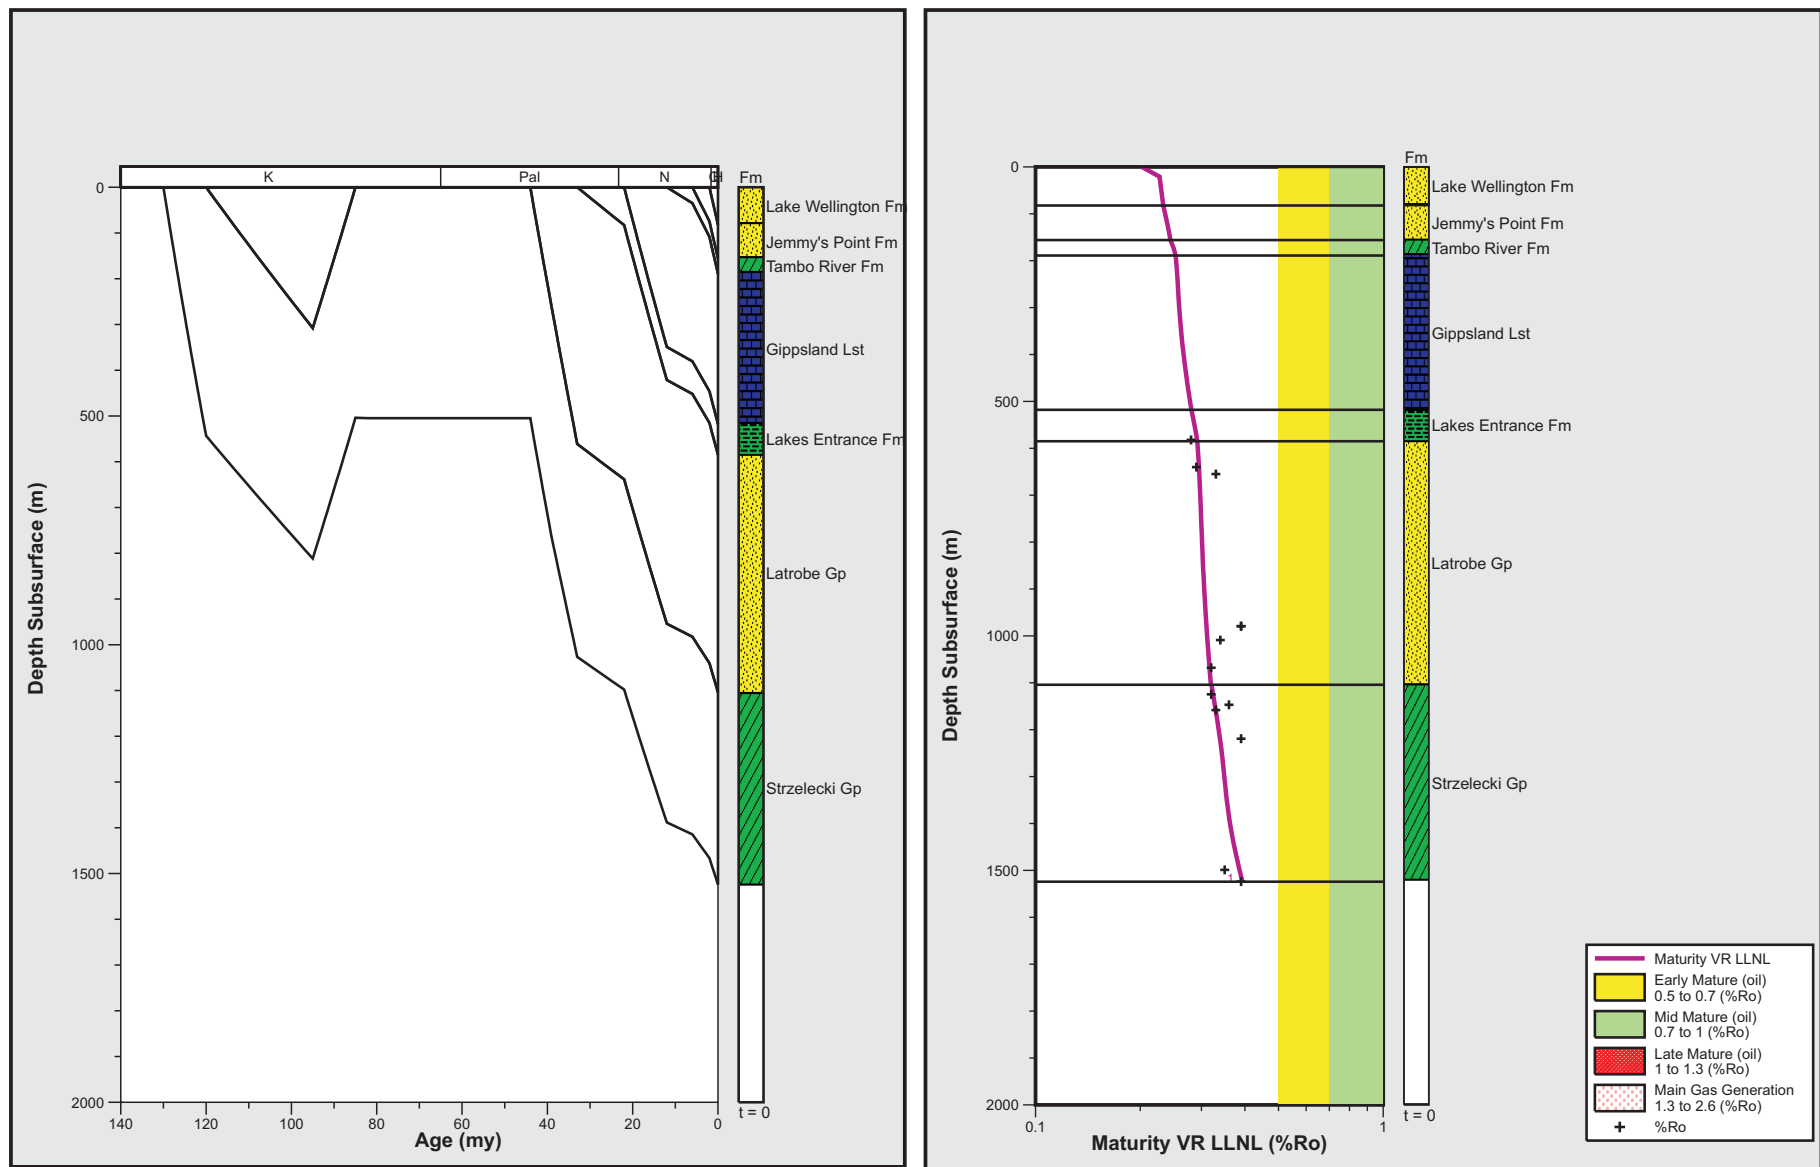 K
Pal
N
Fm
0
500
1000
1500
2000
Depth Subsurface (m)
Lake Wellington Fm
Jemmy's Point Fm
Tambo River Fm
Gippsland Lst
Lakes Entrance Fm
Latrobe Gp
Strzelecki Gp
t = 0
140
120
100
80
60
40
20
0
Age (my)
Fm
0
500
1000
1500
2000
Depth Subsurface (m)
Lake Wellington Fm
Jemmy's Point Fm
Tambo River Fm
Gippsland Lst
Lakes Entrance Fm
Latrobe Gp
Strzelecki Gp
1
t = 0
0.1
1
Maturity VR LLNL (%Ro)
Maturity VR LLNL
Early Mature (oil)
0.5 to 0.7 (%Ro)
Mid Mature (oil)
0.7 to 1 (%Ro)
Late Mature (oil)
1 to 1.3 (%Ro)
Main Gas Generation
1.3 to 2.6 (%Ro)
%Ro